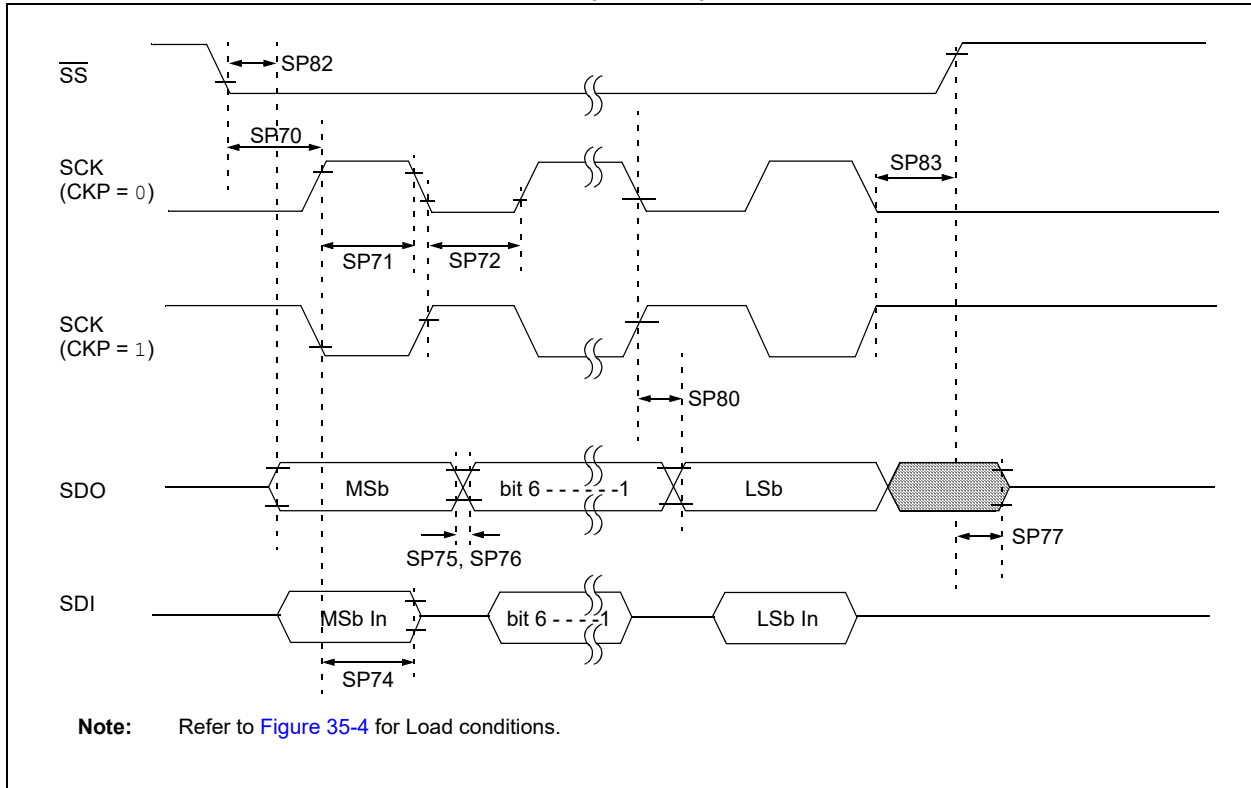 SS
SP82
SP70
SCK
(CKP = 0)
SP83
SP71
SP72
SCK
(CKP = 1)
SP80
SDO
MSb
bit 6 - - - - - -1
LSb
SP77
SP75, SP76
SDI
MSb In
bit 6 - - - -1
LSb In
SP74
Note: Refer to Figure 35-4 for Load conditions.